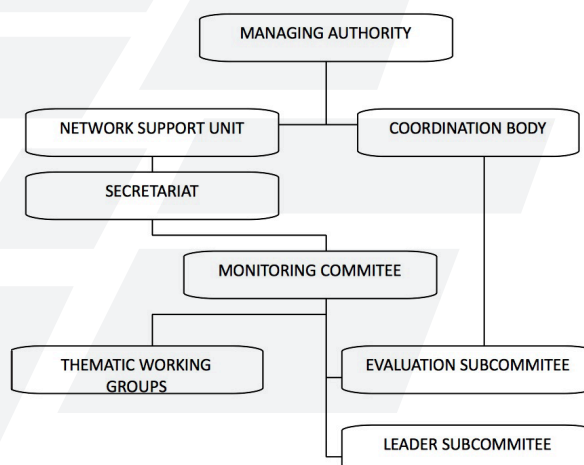 MANAGING AUTHORITY
NETWORK SUPPORT UNIT
COORDINATION BODY
SECRETARIAT
MONITORING COMMITEE
THEMATIC WORKING
GROUPS
EVALUATION SUBCOMMITEE
LEADER SUBCOMMITEE